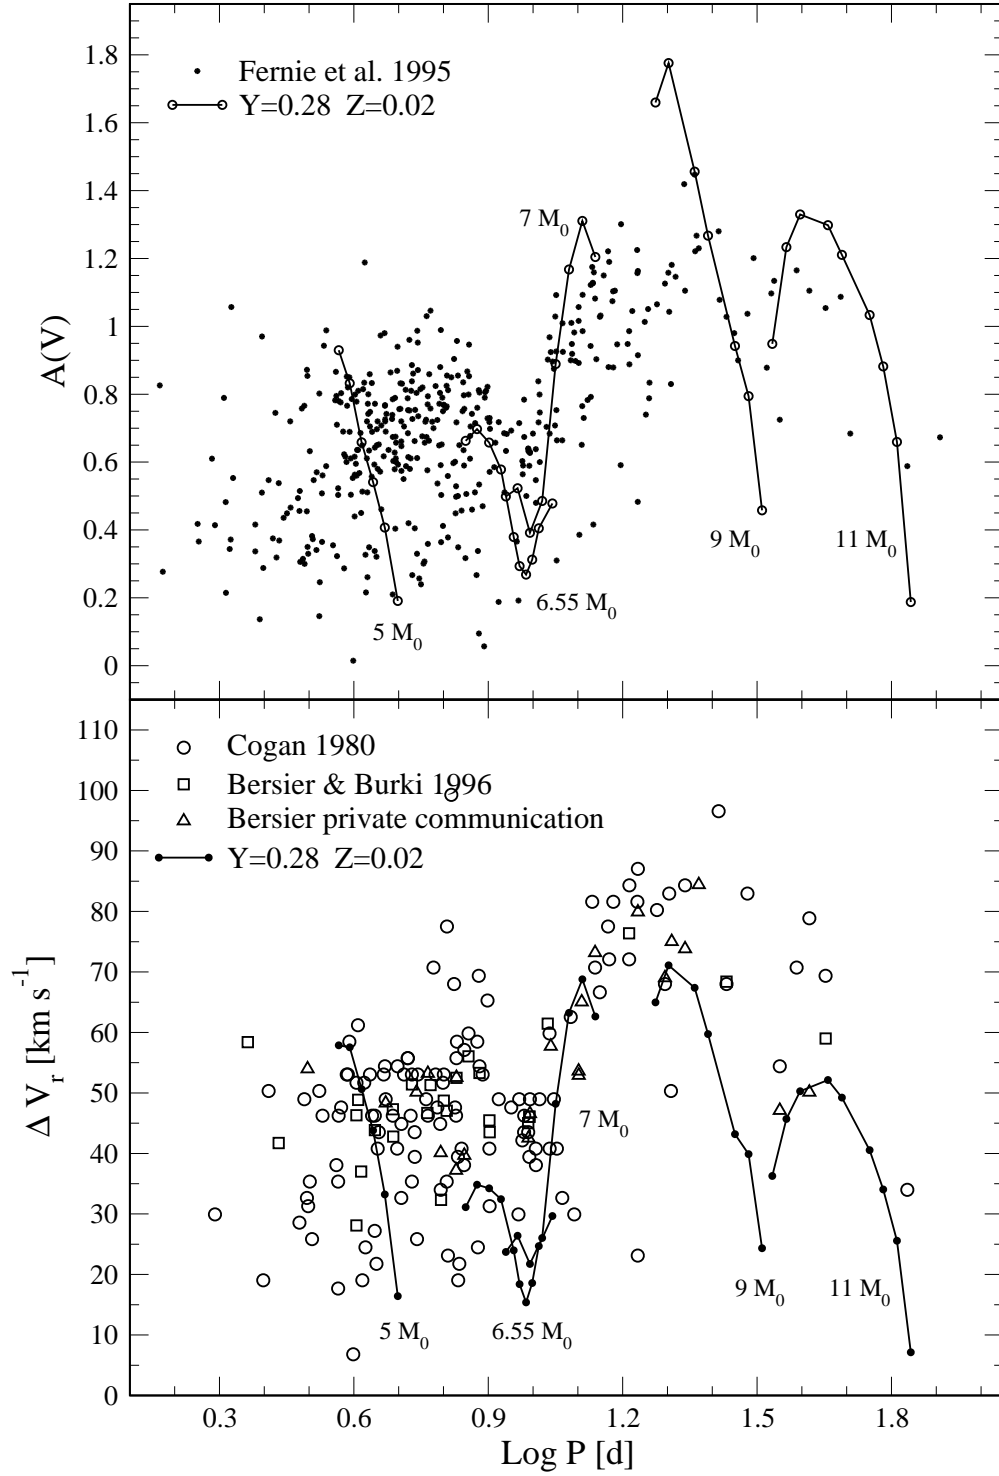 1.8
1.6
1.4
1.2
1
0.8
0.6
0.4
0.2
0
A(V)
Fernie et al. 1995
Y=0.28 Z=0.02
7 M0
9 M0
11 M0
6.55 M0
5 M0
110
100
90
80
70
60
50
40
30
20
10
0
Δ Vr [km s-1]
Cogan 1980
Bersier & Burki 1996
Bersier private communication
Y=0.28 Z=0.02
7 M0
9 M0
11 M0
5 M0
6.55 M0
0.3 0.6 0.9 1.2 1.5 1.8
Log P [d]